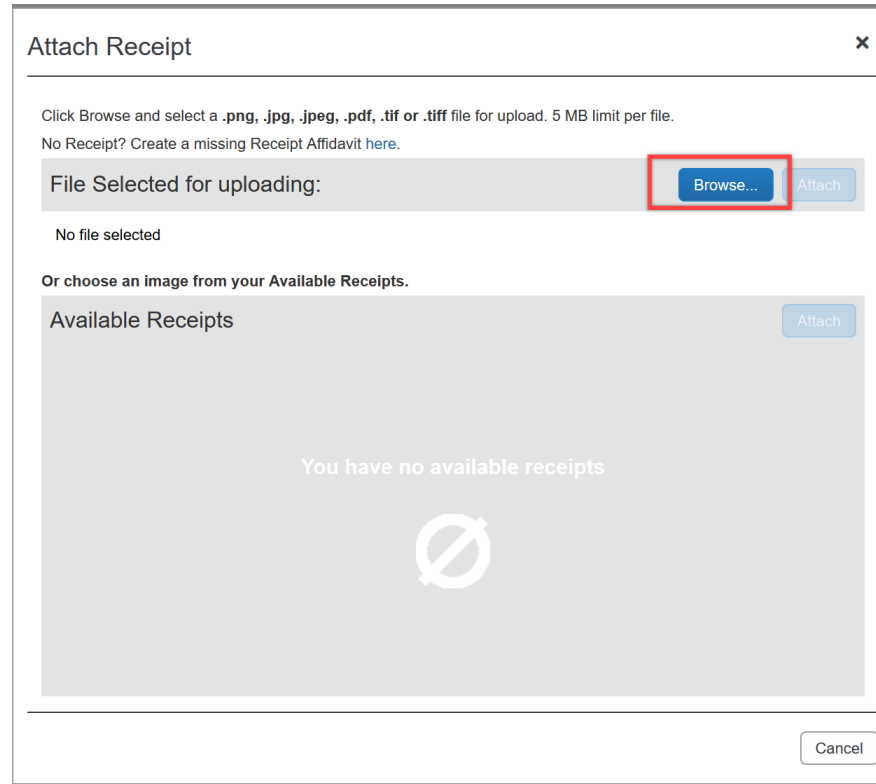 Attach Receipt
×
Click Browse and select a .png, .jpg, .jpeg, .pdf, .tif or .tiff file for upload. 5 MB limit per file.
No Receipt? Create a missing Receipt Affidavit here.
File Selected for uploading: Browse... Attach
No file selected
Or choose an image from your Available Receipts.
Available Receipts Attach
You have no available receipts
Cancel